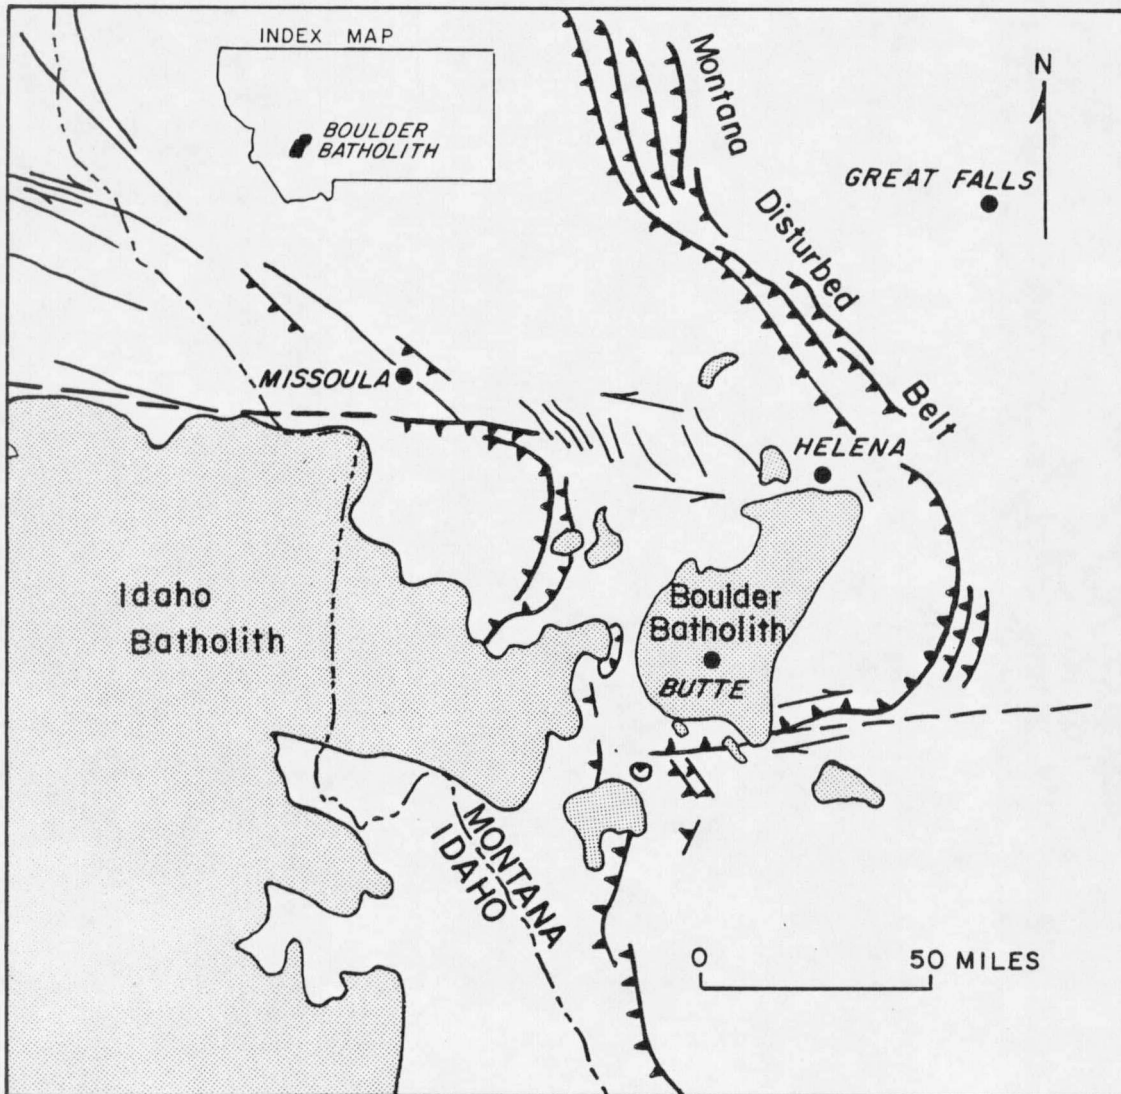 INDEX MAP
BOULDER
BATHOLITH
Montana
Disturbed
Belt
N
GREAT FALLS
MISSOULA
HELENA
Idaho
Batholith
Boulder
Batholith
BUTTE
MONTANA
IDAHO
0 50 MILES